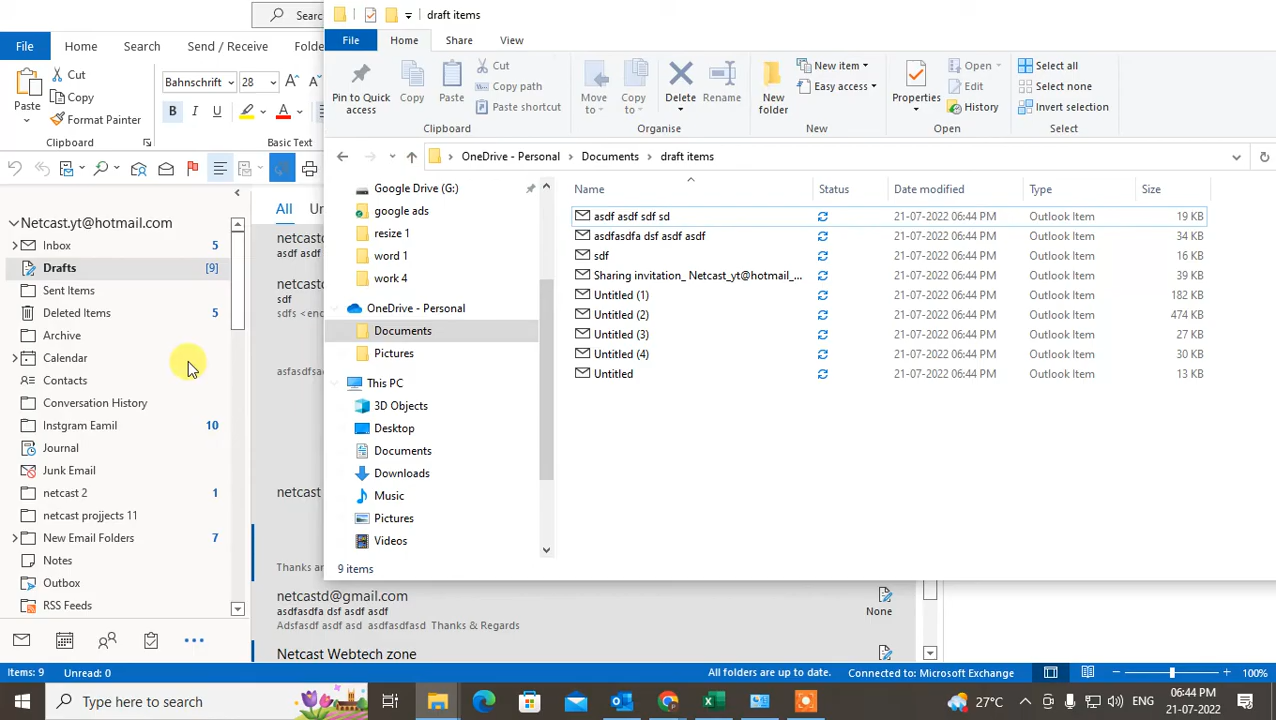 Searc
File
Home
Search
Send / Receive
Folde
Paste
Cut
Copy
Format Painter
Clipboard
Bahnschrift
28
A
A
B
I
U
A
Basic Text
Netcast.yt@hotmail.com
Inbox
5
Drafts
[9]
Sent Items
Deleted Items
5
Archive
Calendar
Contacts
Conversation History
Instgram Eamil
10
Journal
Junk Email
netcast 2
1
netcast projjects 11
New Email Folders
7
Notes
Outbox
RSS Feeds
All
Un
netcastd
asdf asdf
netcastd
sdf
sdfs <end
asfasdfsad
netcast
Thanks an
netcastd@gmail.com
asdfasdfa dsf asdf asdf
None
Adsfasdf asdf asd asdfasdfasd Thanks & Regards
Netcast Webtech zone
draft items
File
Home
Share
View
Pin to Quick
access
Copy
Paste
Cut
Copy path
Paste shortcut
Clipboard
Move
to
Copy
to
Delete
Rename
Organise
New
folder
New item
Easy access
New
Properties
Open
Edit
History
Open
Select all
Select none
Invert selection
Select
OneDrive - Personal
Documents
draft items
Google Drive (G:)
google ads
resize 1
word 1
work 4
OneDrive - Personal
Documents
Pictures
This PC
3D Objects
Desktop
Documents
Downloads
Music
Pictures
Videos
Name Status Date modified Type Size
asdf asdf sdf sd 21-07-2022 06:44 PM Outlook Item 19 KB
asdfasdfa dsf asdf asdf 21-07-2022 06:44 PM Outlook Item 34 KB
sdf 21-07-2022 06:44 PM Outlook Item 16 KB
Sharing invitation_ Netcast_yt@hotmail_... 21-07-2022 06:44 PM Outlook Item 39 KB
Untitled (1) 21-07-2022 06:44 PM Outlook Item 182 KB
Untitled (2) 21-07-2022 06:44 PM Outlook Item 474 KB
Untitled (3) 21-07-2022 06:44 PM Outlook Item 27 KB
Untitled (4) 21-07-2022 06:44 PM Outlook Item 30 KB
Untitled 21-07-2022 06:44 PM Outlook Item 13 KB
9 items
Items: 9
Unread: 0
All folders are up to date.
Connected to: Microsoft Exchange
100%
Type here to search
27°C
ENG
06:44 PM
21-07-2022